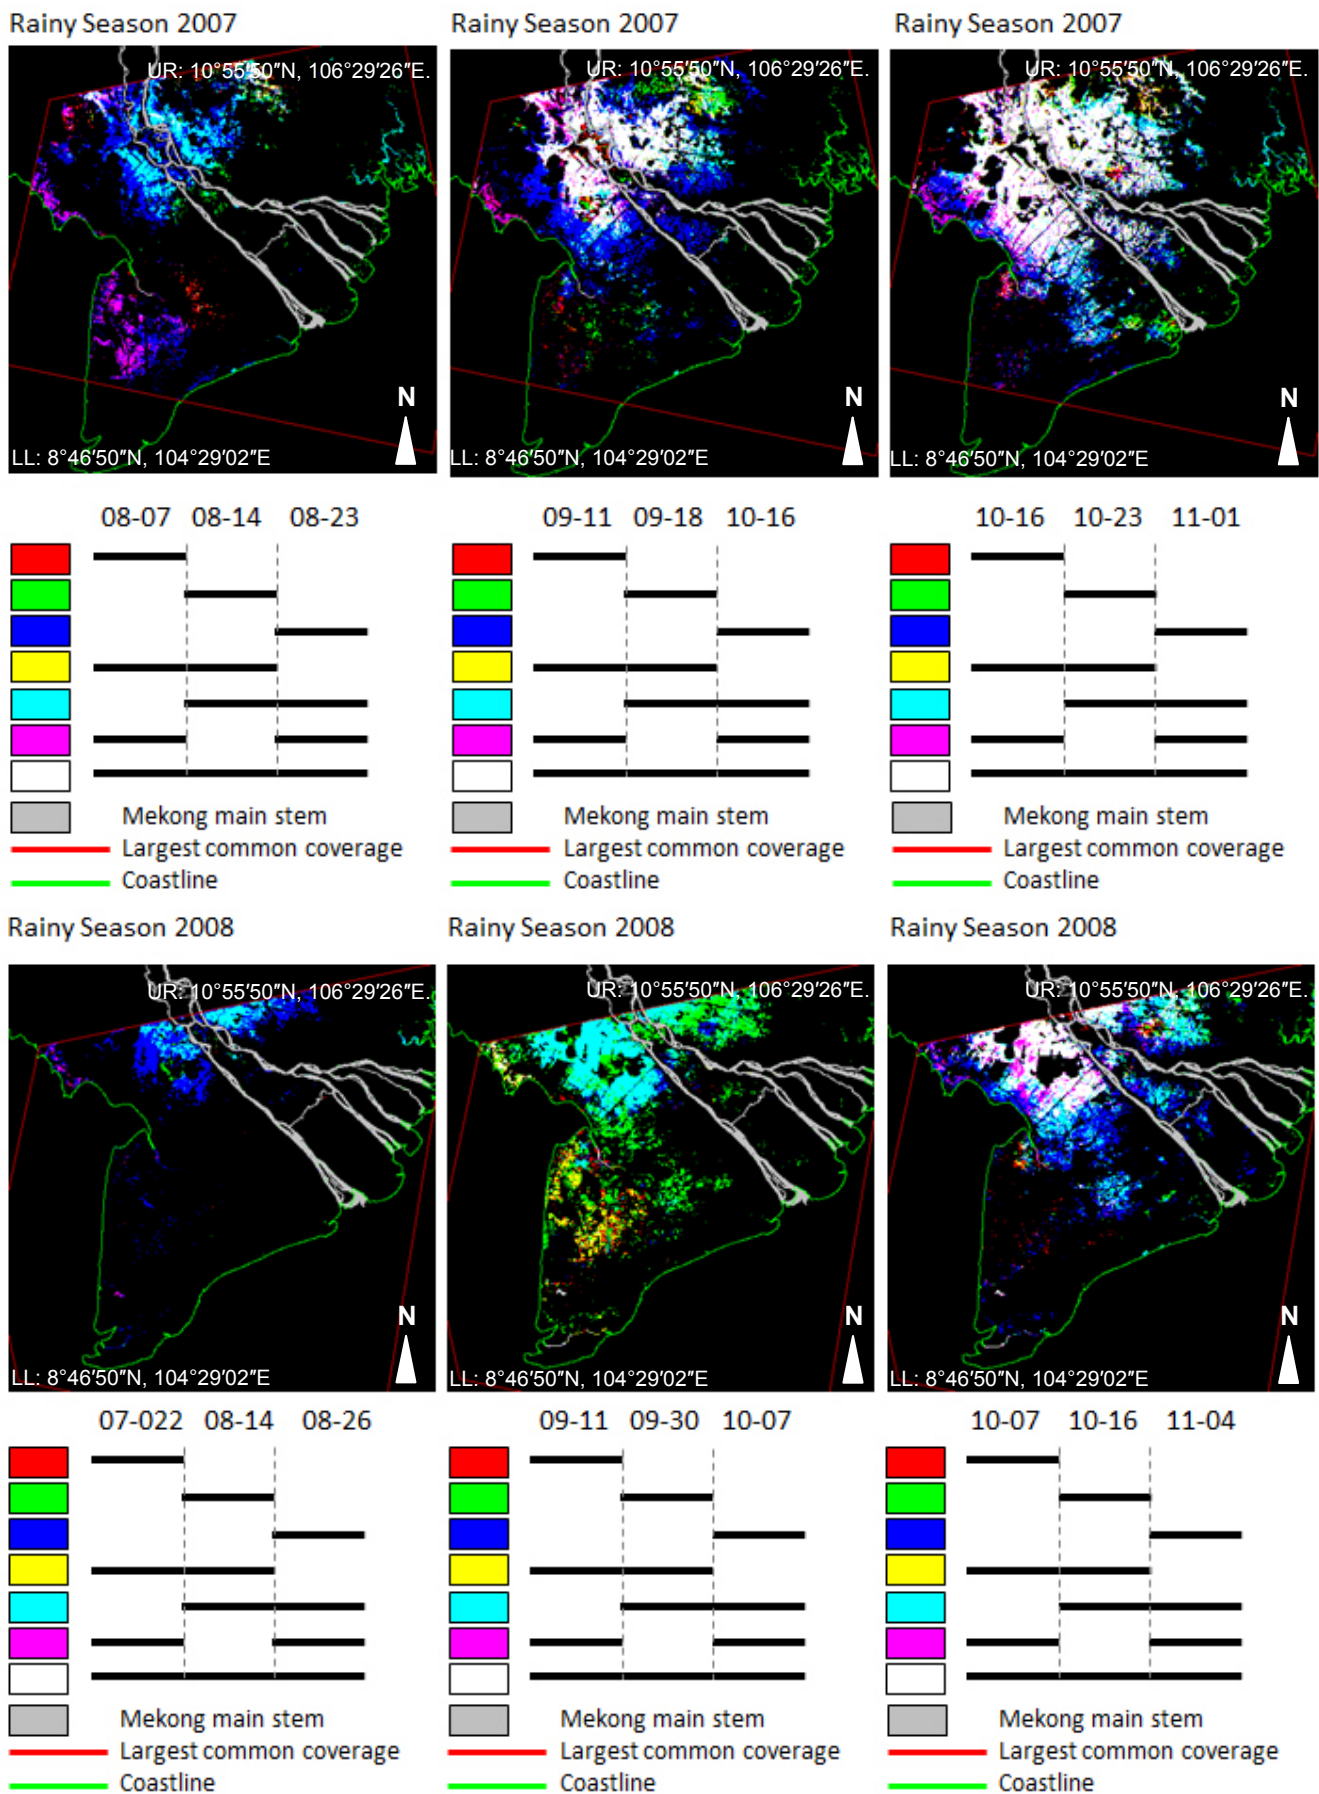 Rainy Season 2007 Rainy Season 2007 Rainy Season 2007
UR: 10°55′50″N, 106°29′26″E. UR: 10°55′50″N, 106°29′26″E. UR: 10°55′50″N, 106°29′26″E.
N N N
LL: 8°46′50″N, 104°29′02″E LL: 8°46′50″N, 104°29′02″E LL: 8°46′50″N, 104°29′02″E
08-07 08-14 08-23 09-11 09-18 10-16 10-16 10-23 11-01
Mekong main stem Mekong main stem Mekong main stem
Largest common coverage Largest common coverage Largest common coverage
Coastline Coastline Coastline
Rainy Season 2008 Rainy Season 2008 Rainy Season 2008
UR: 10°55′50″N, 106°29′26″E. UR: 10°55′50″N, 106°29′26″E. UR: 10°55′50″N, 106°29′26″E.
N N N
LL: 8°46′50″N, 104°29′02″E LL: 8°46′50″N, 104°29′02″E LL: 8°46′50″N, 104°29′02″E
07-022 08-14 08-26 09-11 09-30 10-07 10-07 10-16 11-04
Mekong main stem Mekong main stem Mekong main stem
Largest common coverage Largest common coverage Largest common coverage
Coastline Coastline Coastline